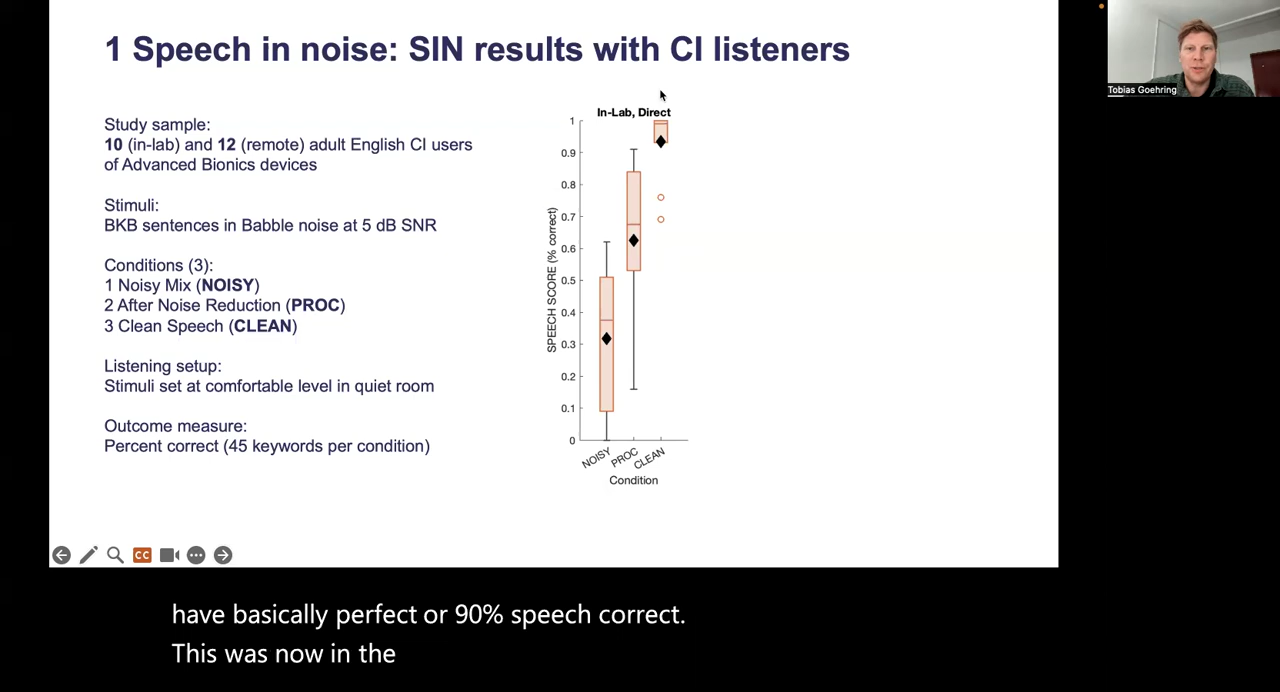 1 Speech in noise: SIN results with CI listeners
Study sample:
10 (in-lab) and 12 (remote) adult English CI users
of Advanced Bionics devices
Stimuli:
BKB sentences in Babble noise at 5 dB SNR
Conditions (3):
1 Noisy Mix (NOISY)
2 After Noise Reduction (PROC)
3 Clean Speech (CLEAN)
Listening setup:
Stimuli set at comfortable level in quiet room
Outcome measure:
Percent correct (45 keywords per condition)
In-Lab, Direct
SPEECH SCORE (% correct)
1
0.9
0.8
0.7
0.6
0.5
0.4
0.3
0.2
0.1
0
NOISY
PROC
CLEAN
Condition
Tobias Goehring
CC
have basically perfect or 90% speech correct.
This was now in the